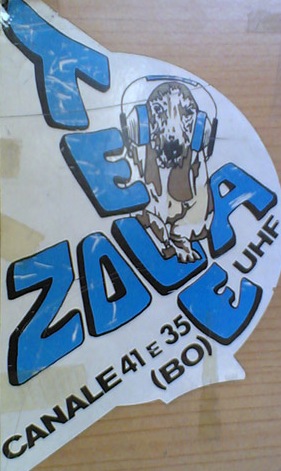 TELE
ZOLA
UHF
CANALE 41 E 35
(BO)